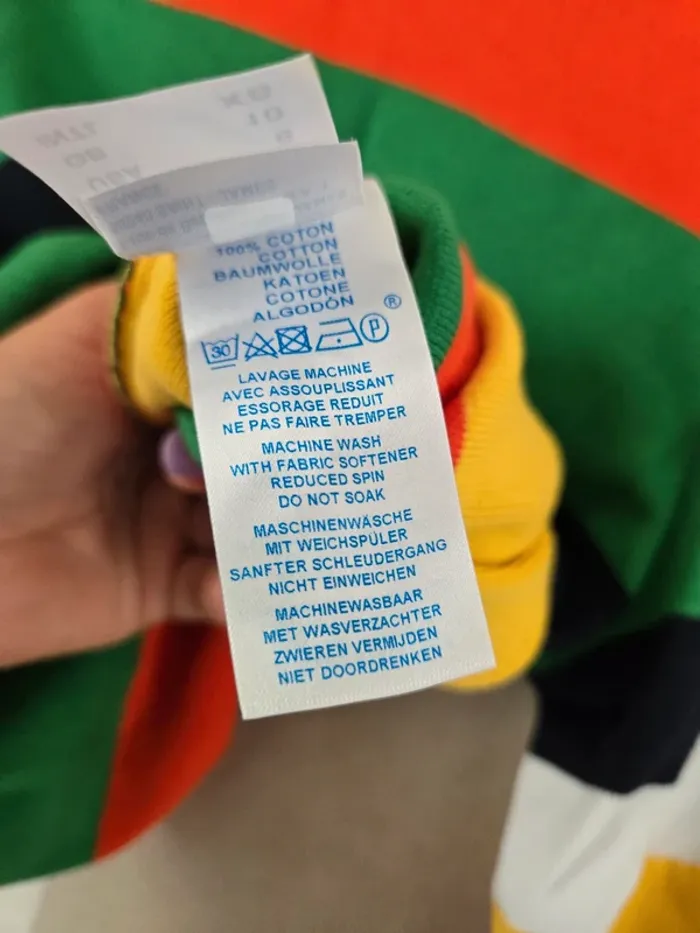 100% COTON
COTTON
BAUMWOLLE
KATOEN
COTONE
ALGODÓN
®
30
P
LAVAGE MACHINE
AVEC ASSOUPLISSANT
ESSORAGE REDUIT
NE PAS FAIRE TREMPER
MACHINE WASH
WITH FABRIC SOFTENER
REDUCED SPIN
DO NOT SOAK
MASCHINENWÄSCHE
MIT WEICHSPÜLER
SANFTER SCHLEUDERGANG
NICHT EINWEICHEN
MACHINEWASBAAR
MET WASVERZACHTER
ZWIEREN VERMIJDEN
NIET DOORDRENKEN